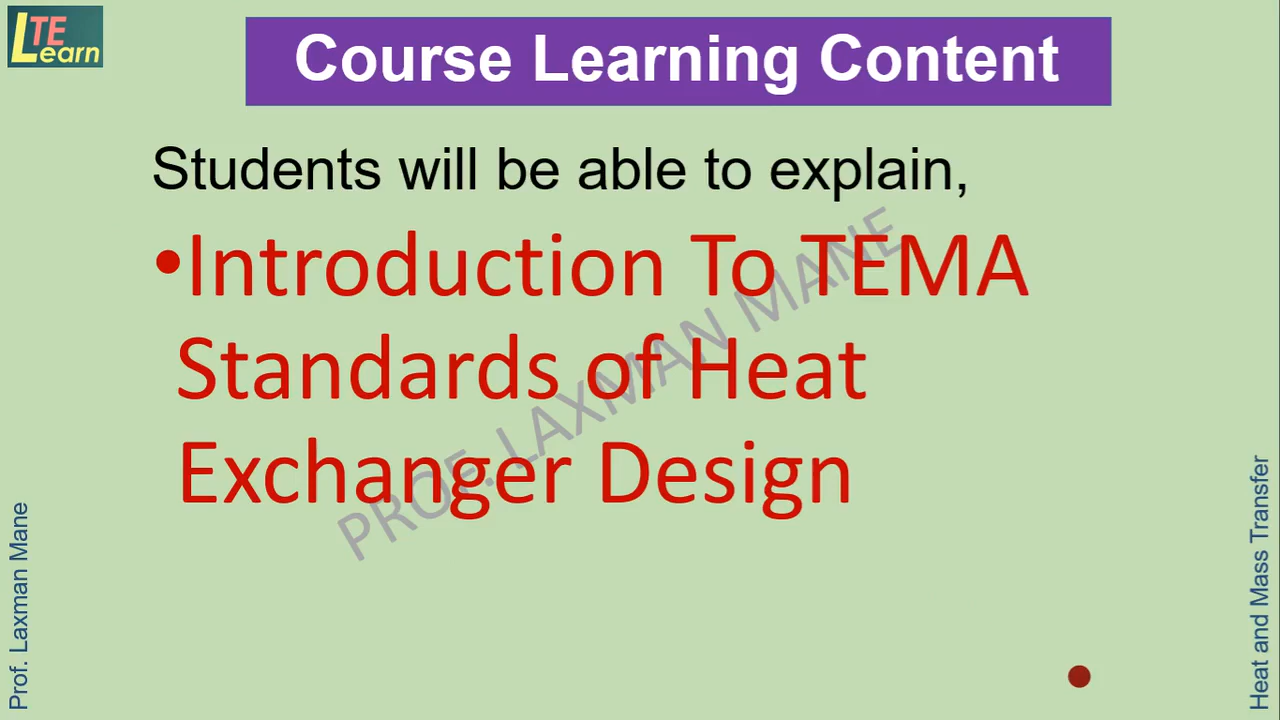 LTE Learn
Course Learning Content
Students will be able to explain,
•Introduction To TEMA
Standards of Heat
Exchanger Design
PROF. LAXMAN MANE
Prof. Laxman Mane
Heat and Mass Transfer